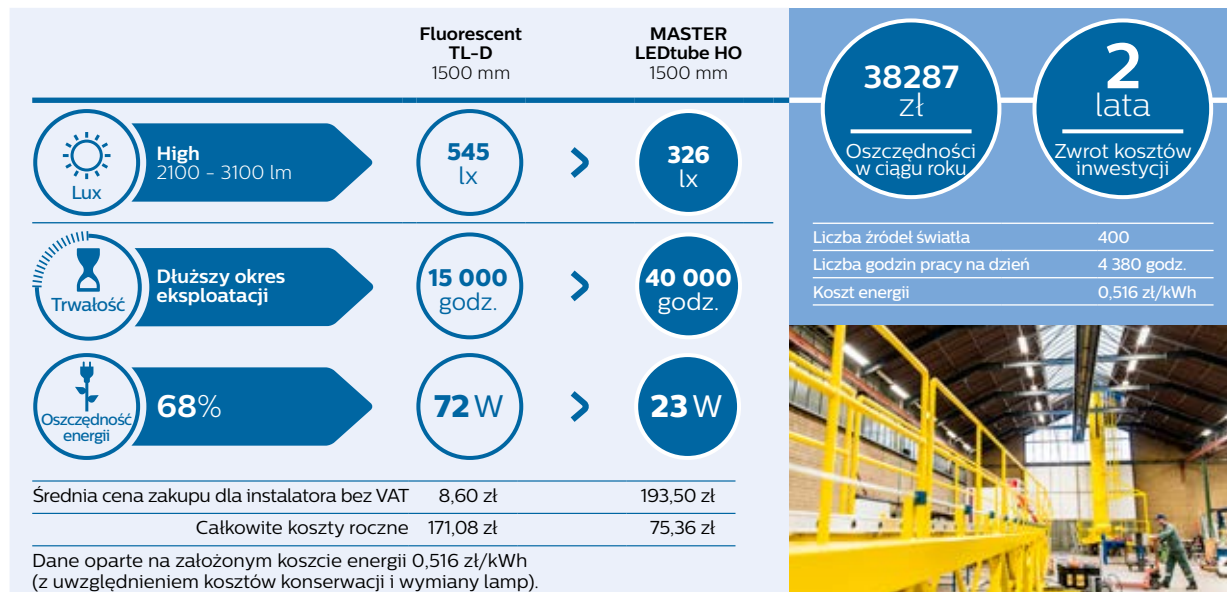 Fluorescent
TL-D
1500 mm
MASTER
LEDtube HO
1500 mm
Lux
High
2100 - 3100 lm
545
lx
>
326
lx
Trwałość
Dłuższy okres
eksploatacji
15 000
godz.
>
40 000
godz.
Oszczędność
energii
68%
72 W
>
23 W
Średnia cena zakupu dla instalatora bez VAT 8,60 zł 193,50 zł
Całkowite koszty roczne 171,08 zł 75,36 zł
Dane oparte na założonym koszcie energii 0,516 zł/kWh
(z uwzględnieniem kosztów konserwacji i wymiany lamp).
38287
zł
Oszczędności
w ciągu roku
2
lata
Zwrot kosztów
inwestycji
Liczba źródeł światła 400
Liczba godzin pracy na dzień 4 380 godz.
Koszt energii 0,516 zł/kWh